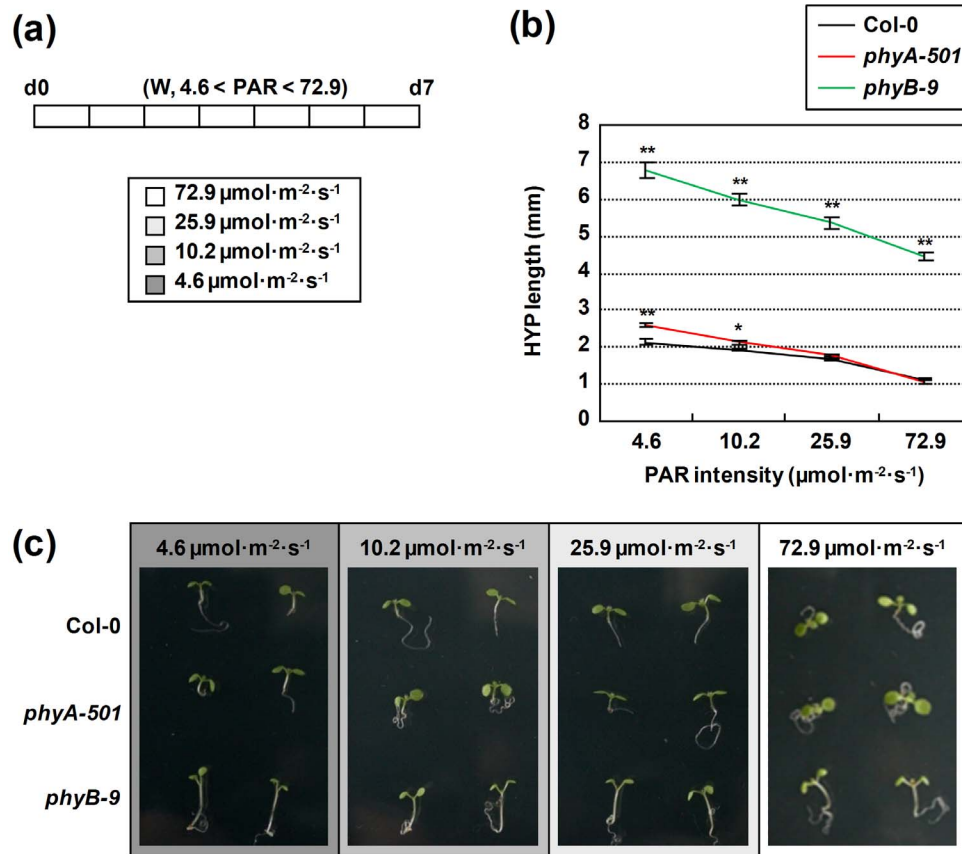 (a)
d0 (W, 4.6 < PAR < 72.9) d7
72.9 µmol·m⁻²·s⁻¹
25.9 µmol·m⁻²·s⁻¹
10.2 µmol·m⁻²·s⁻¹
4.6 µmol·m⁻²·s⁻¹
(b)
Col-0
phyA-501
phyB-9
HYP length (mm)
8
7
6
5
4
3
2
1
0
**
**
**
**
**
*
4.6 10.2 25.9 72.9
PAR intensity (µmol·m⁻²·s⁻¹)
(c)
4.6 µmol·m⁻²·s⁻¹ 10.2 µmol·m⁻²·s⁻¹ 25.9 µmol·m⁻²·s⁻¹ 72.9 µmol·m⁻²·s⁻¹
Col-0
phyA-501
phyB-9